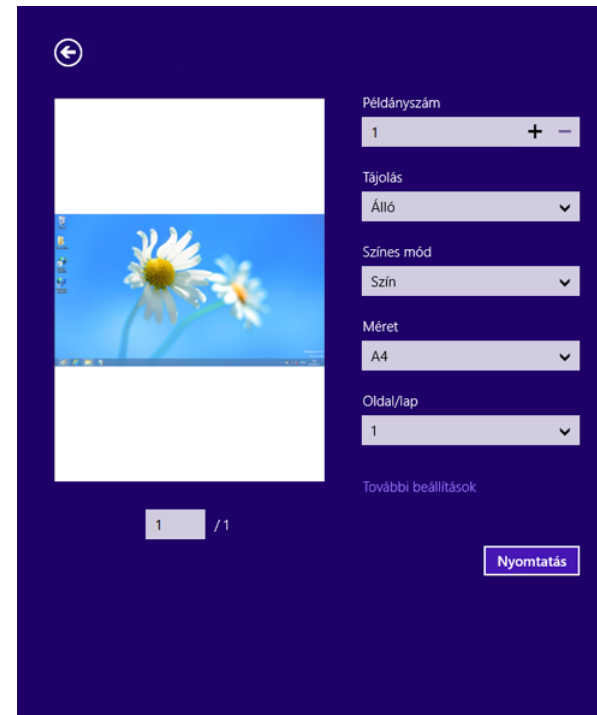 Példányszám
1
Tájolás
Álló
Színes mód
Szín
Méret
A4
Oldal/lap
1
További beállítások
1 / 1
Nyomtatás